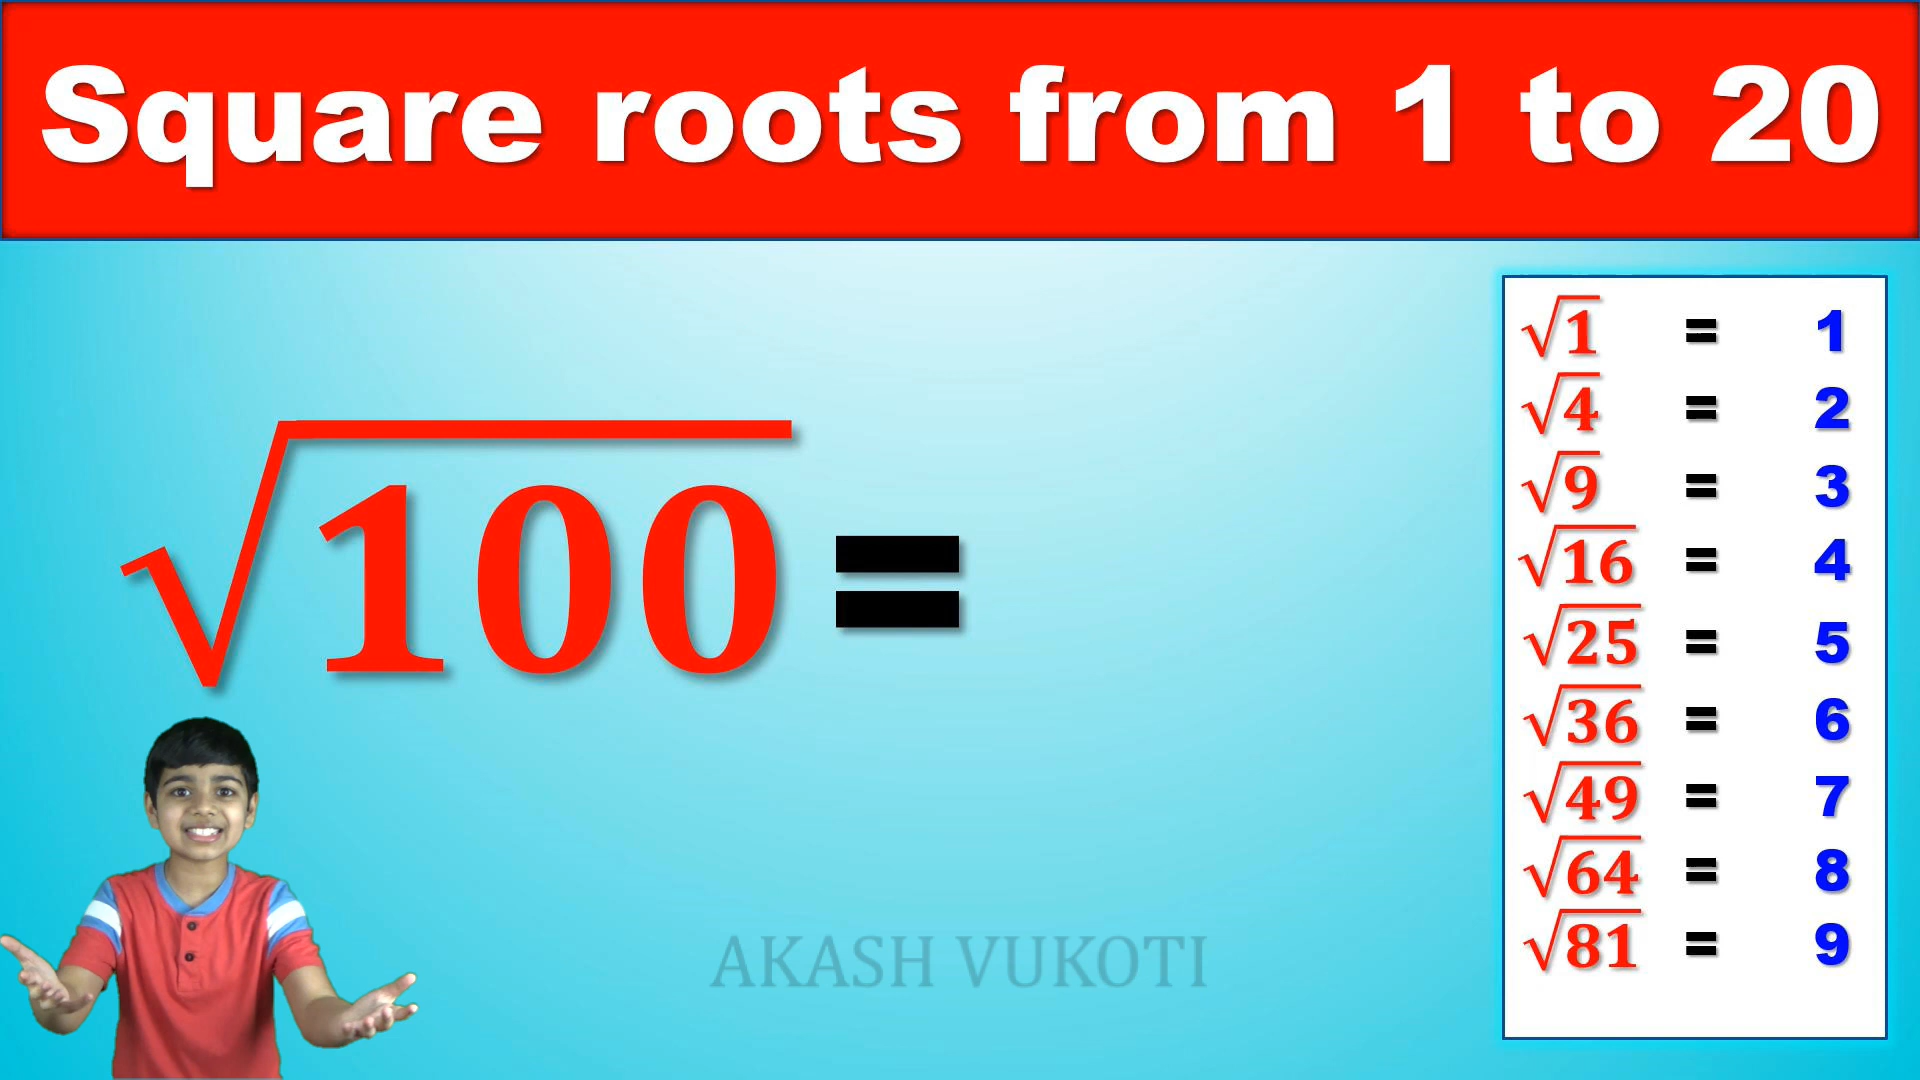 Square roots from 1 to 20
√100 =
√1 = 1
√4 = 2
√9 = 3
√16 = 4
√25 = 5
√36 = 6
√49 = 7
√64 = 8
√81 = 9
AKASH VUKOTI